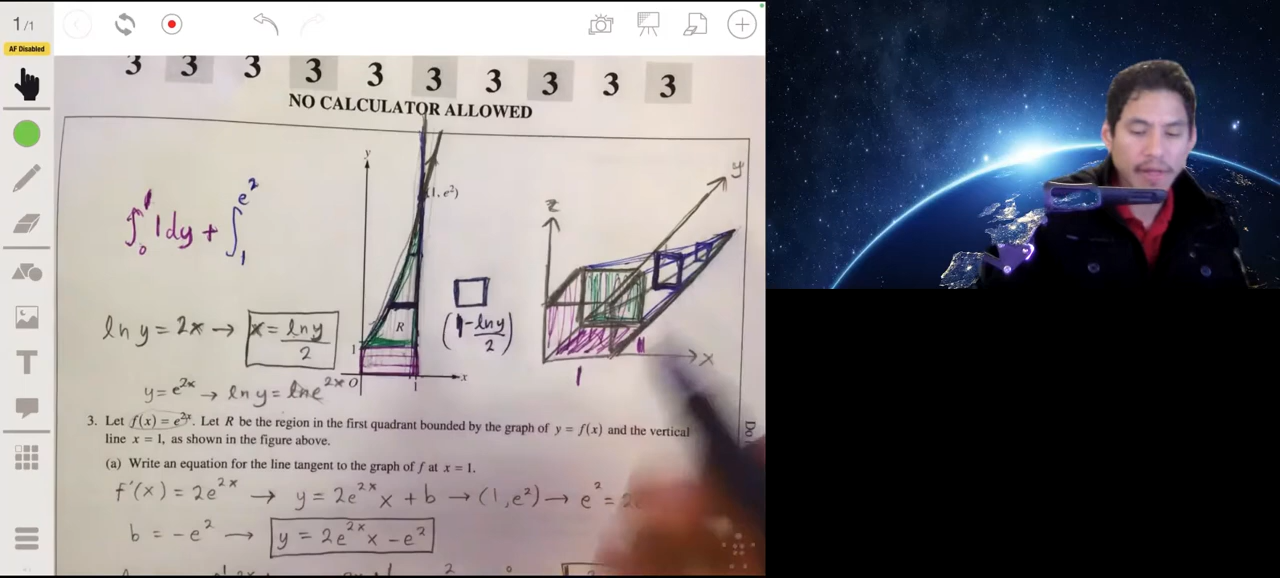 1/1
AF Disabled
3 3 3 3 3 3 3 3 3 3
NO CALCULATOR ALLOWED
y
(1, e²)
∫₀¹ 1dy + ∫₁^e²
z
y
x
R
1
1
0
x
(1 - ln y / 2)
1
ln y = 2x → x = ln y / 2
y = e^2x → ln y = ln e^2x
3. Let f(x) = e^2x. Let R be the region in the first quadrant bounded by the graph of y = f(x) and the vertical
line x = 1, as shown in the figure above.
Do
(a) Write an equation for the line tangent to the graph of f at x = 1.
f'(x) = 2e^2x → y = 2e^2x x + b → (1, e²) → e² = 2
b = -e² → y = 2e^2x x - e²
T